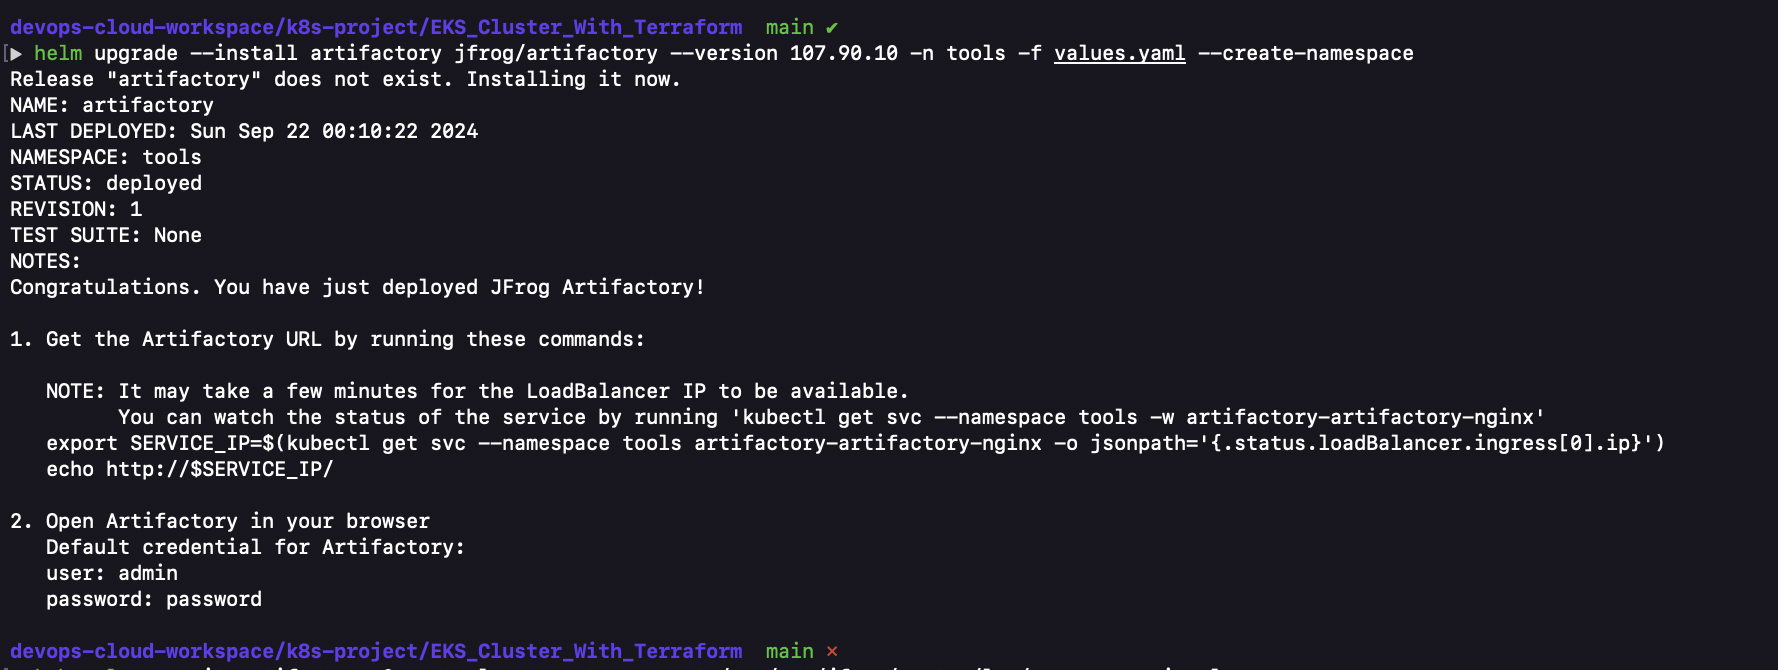 devops-cloud-workspace/k8s-project/EKS_Cluster_With_Terraform main ✔
[▶ helm upgrade --install artifactory jfrog/artifactory --version 107.90.10 -n tools -f values.yaml --create-namespace
Release "artifactory" does not exist. Installing it now.
NAME: artifactory
LAST DEPLOYED: Sun Sep 22 00:10:22 2024
NAMESPACE: tools
STATUS: deployed
REVISION: 1
TEST SUITE: None
NOTES:
Congratulations. You have just deployed JFrog Artifactory!
1. Get the Artifactory URL by running these commands:
NOTE: It may take a few minutes for the LoadBalancer IP to be available.
You can watch the status of the service by running 'kubectl get svc --namespace tools -w artifactory-artifactory-nginx'
export SERVICE_IP=$(kubectl get svc --namespace tools artifactory-artifactory-nginx -o jsonpath='{.status.loadBalancer.ingress[0].ip}')
echo http://$SERVICE_IP/
2. Open Artifactory in your browser
Default credential for Artifactory:
user: admin
password: password
devops-cloud-workspace/k8s-project/EKS_Cluster_With_Terraform main ✗